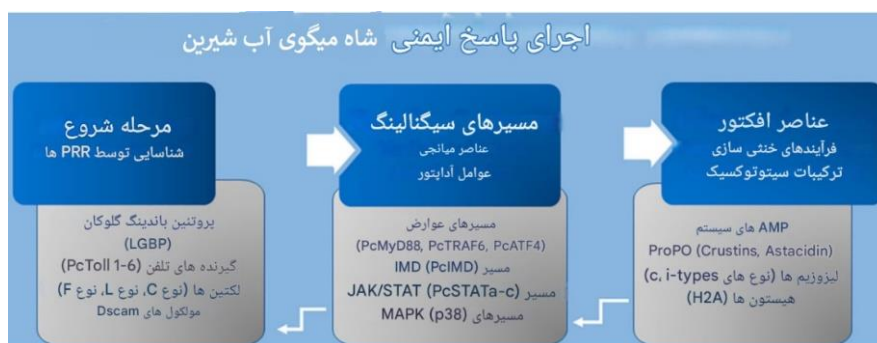 اجرای پاسخ ایمنی شاه میگوی آب شیرین
مرحله شروع
شناسایی توسط PRR ها
پروتنین باندینگ گلوکان
(LGBP)
گیرنده های تلفن (PcToll 1-6)
لکتین ها (نوع C، نوع L، نوع F)
مولکول های Dscam
مسیرهای سیگنالینگ
عناصر میانجی
عوامل آداپتور
مسیرهای عوارض
(PcMyD88, PcTRAF6, PcATF4)
مسیر IMD (PcIMD)
مسیر JAK/STAT (PcSTATa-c)
مسیرهای MAPK (p38)
عناصر افکتور
فرآیندهای خنثی سازی
ترکیبات سیتوتوکسیک
AMP های سیستم
ProPO (Crustins, Astacidin)
لیزوزیم ها (نوع های c، i-types)
هیستون ها (H2A)